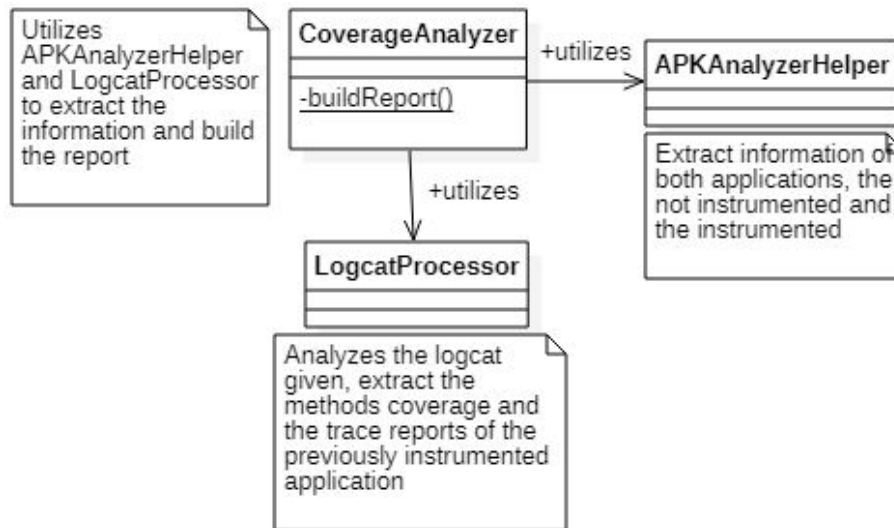 Utilizes
APKAnalyzerHelper
and LogcatProcessor
to extract the
information and build
the report
CoverageAnalyzer
-buildReport()
+utilizes
APKAnalyzerHelper
Extract information of
both applications, the
not instrumented and
the instrumented
+utilizes
LogcatProcessor
Analyzes the logcat
given, extract the
methods coverage and
the trace reports of the
previously instrumented
application